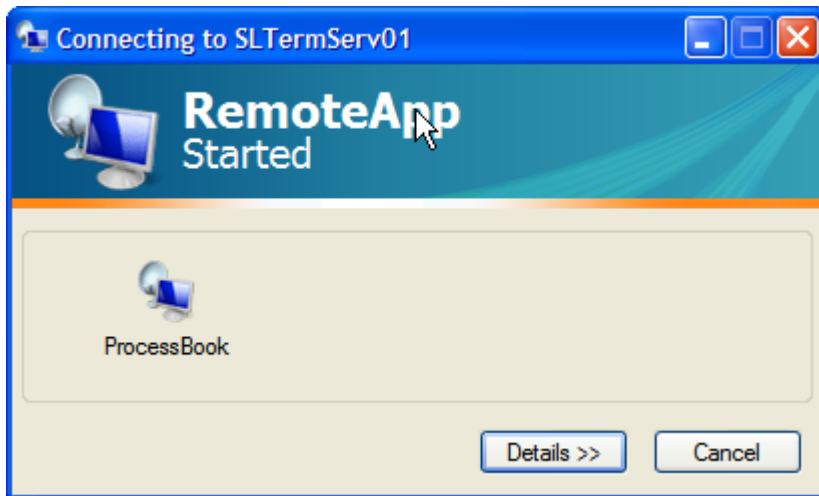 Connecting to SLTermServ01
RemoteApp
Started
ProcessBook
Details >>
Cancel